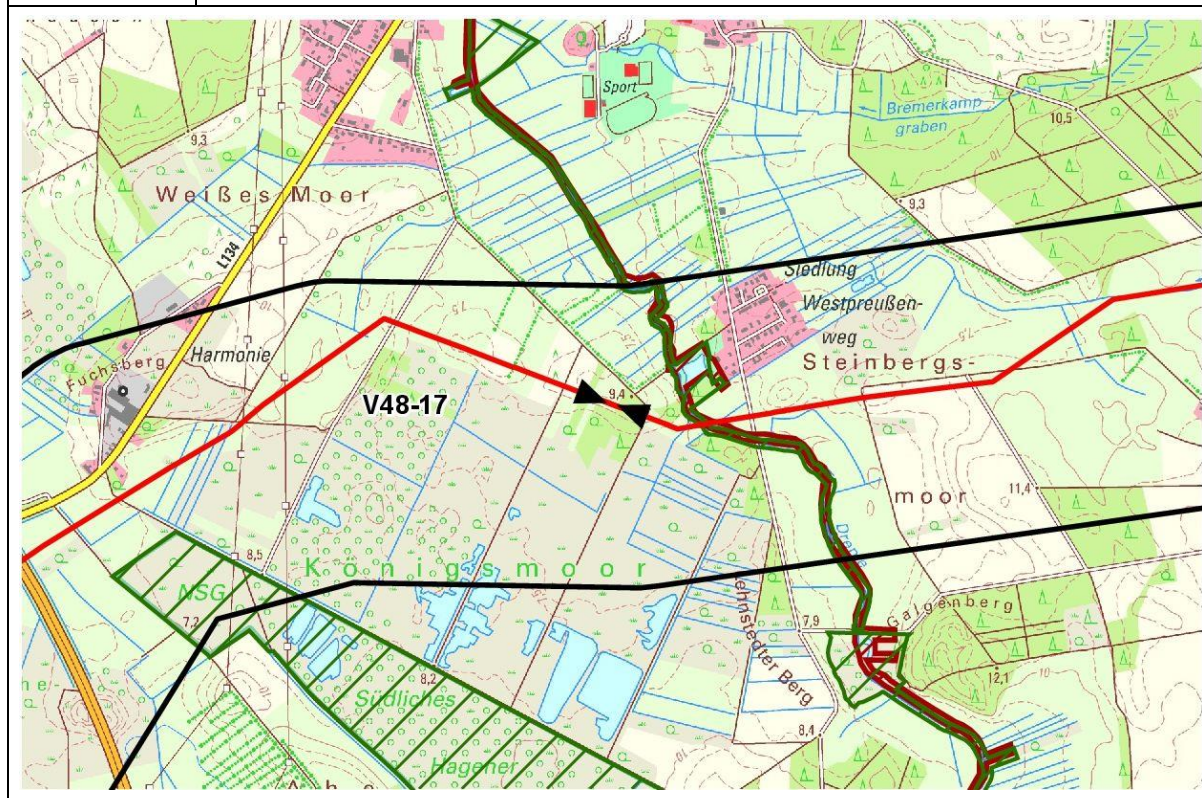 Sport
Bremerkamp
graben
10,5
9,3
Weißes Moor
9,3
L134
Siedlung
Westpreußen-
weg
Harmonie
Steinbergs-
Fuchsberg
V48-17
9,4
11,4
moor
8,5
Königsmoor
NSG
7,2
Galgenberg
7,9
12,1
8,2
Südliches
8,4
Hagener